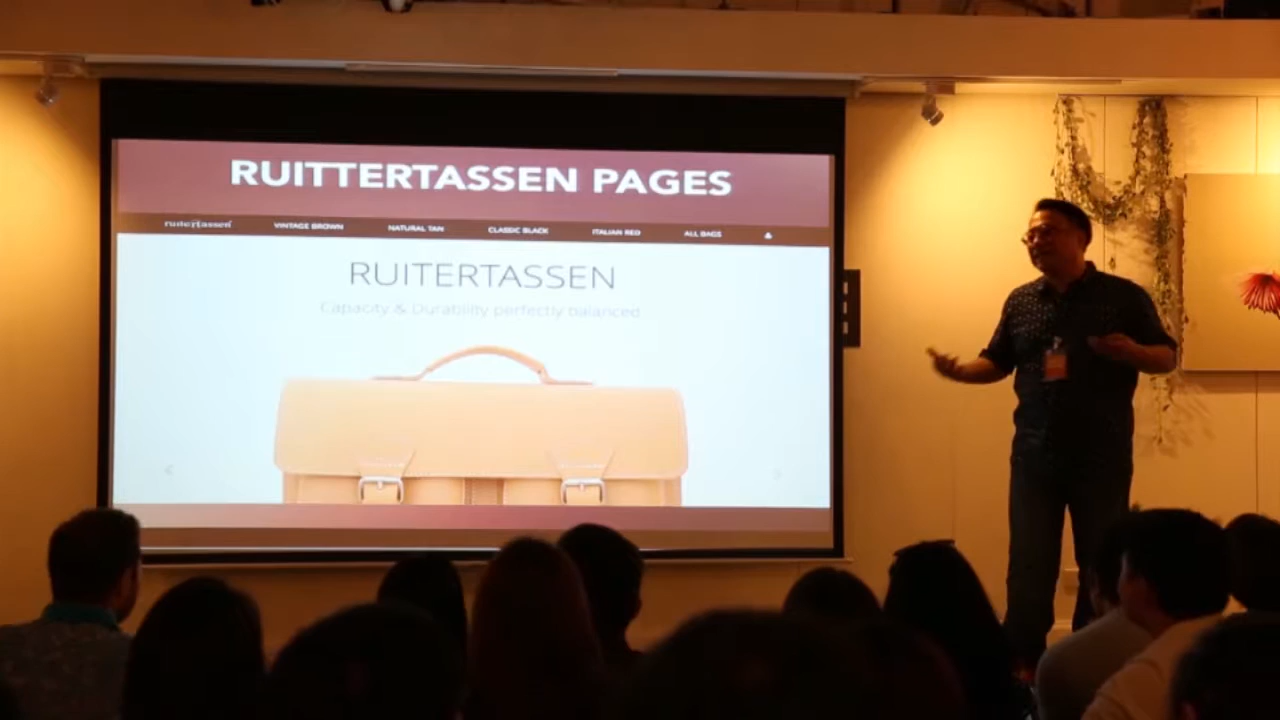 RUITTERTASSEN PAGES
ruitertassen VINTAGE BROWN NATURAL TAN CLASSIC BLACK ITALIAN RED ALL BAGS
RUITERTASSEN
Capacity & Durability perfectly balanced